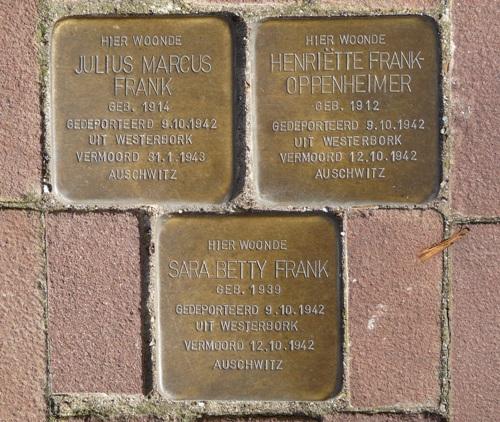 HIER WOONDE
JULIUS MARCUS
FRANK
GEB. 1914
GEDEPORTEERD 9.10.1942
UIT WESTERBORK
VERMOORD 31.1.1943
AUSCHWITZ
HIER WOONDE
HENRIËTTE FRANK-
OPPENHEIMER
GEB. 1912
GEDEPORTEERD 9.10.1942
UIT WESTERBORK
VERMOORD 12.10.1942
AUSCHWITZ
HIER WOONDE
SARA BETTY FRANK
GEB. 1939
GEDEPORTEERD 9.10.1942
UIT WESTERBORK
VERMOORD 12.10.1942
AUSCHWITZ